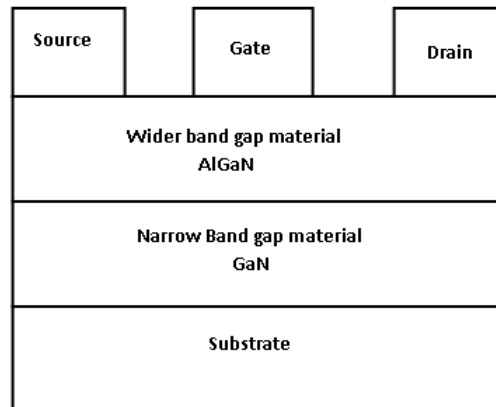 Source
Gate
Drain
Wider band gap material
AlGaN
Narrow Band gap material
GaN
Substrate